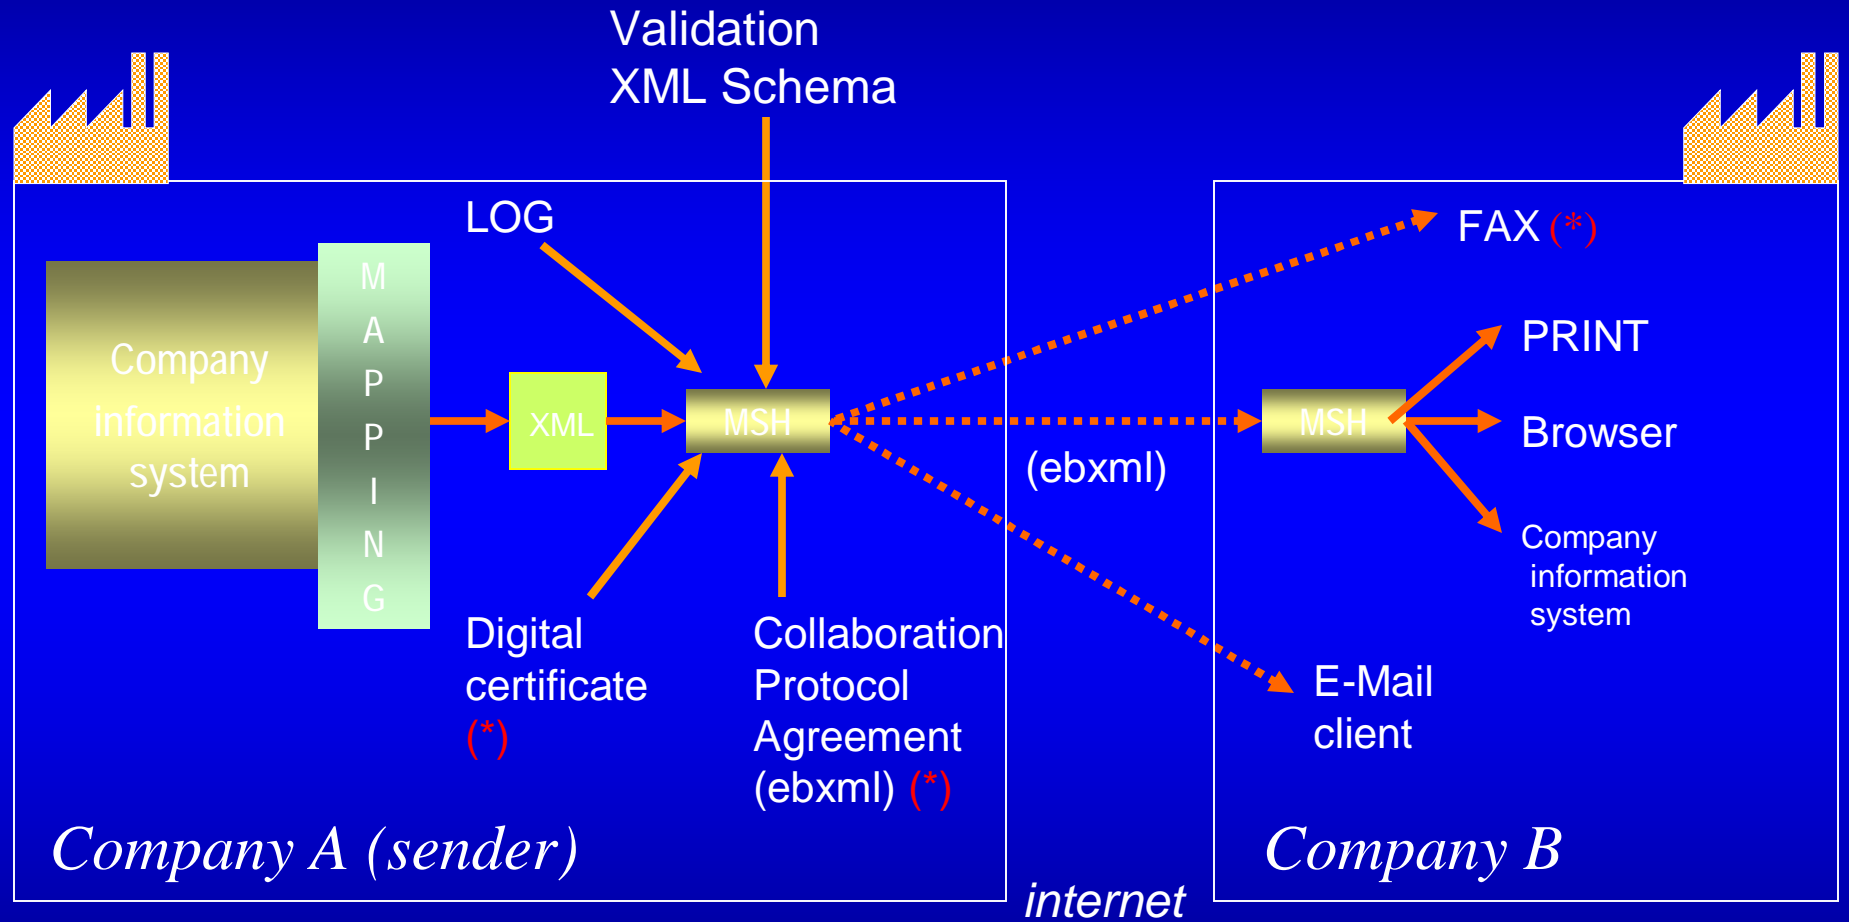 Validation
XML Schema
LOG
Company
information
system
M
A
P
P
I
N
G
XML
MSH
Digital
certificate
(*)
Collaboration
Protocol
Agreement
(ebxml) (*)
Company A (sender)
(ebxml)
internet
FAX (*)
MSH
PRINT
Browser
Company
information
system
E-Mail
client
Company B